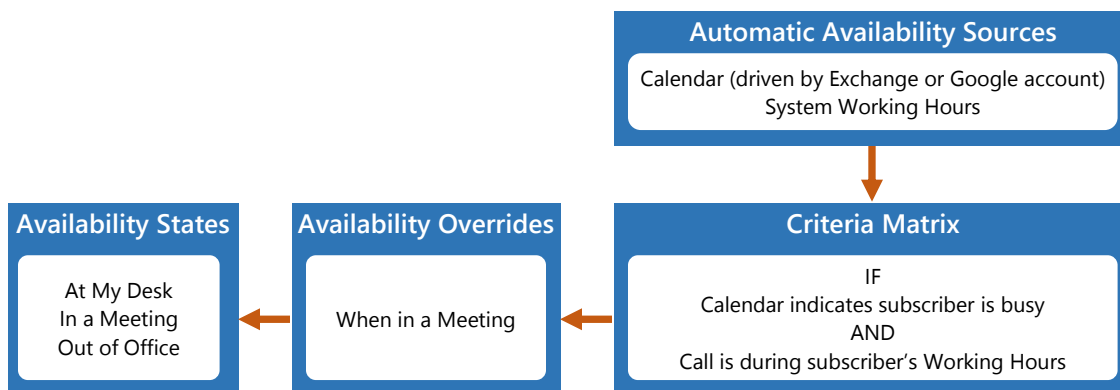 Automatic Availability Sources
Calendar (driven by Exchange or Google account)
System Working Hours
Availability States
At My Desk
In a Meeting
Out of Office
Availability Overrides
When in a Meeting
Criteria Matrix
IF
Calendar indicates subscriber is busy
AND
Call is during subscriber’s Working Hours